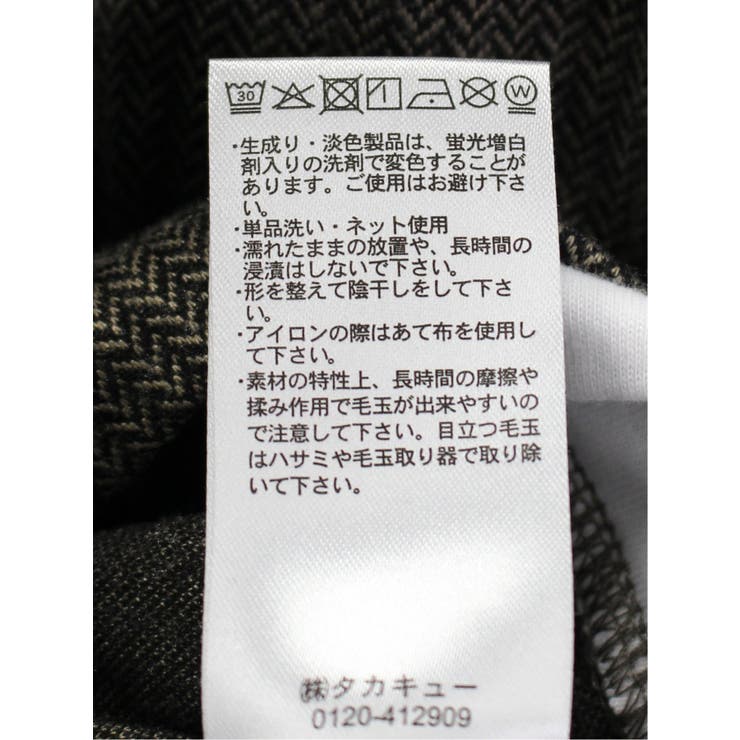 30 W
・生成り・淡色製品は、蛍光増白
剤入りの洗剤で変色することが
あります。ご使用はお避け下さ
い。
・単品洗い・ネット使用
・濡れたままの放置や、長時間の
浸漬はしないで下さい。
・形を整えて陰干しをして下さ
い。
・アイロンの際はあて布を使用し
て下さい。
・素材の特性上、長時間の摩擦や
揉み作用で毛玉が出来やすいの
で注意して下さい。目立つ毛玉
はハサミや毛玉取り器で取り除
いて下さい。
㈱タカキュー
0120-412909